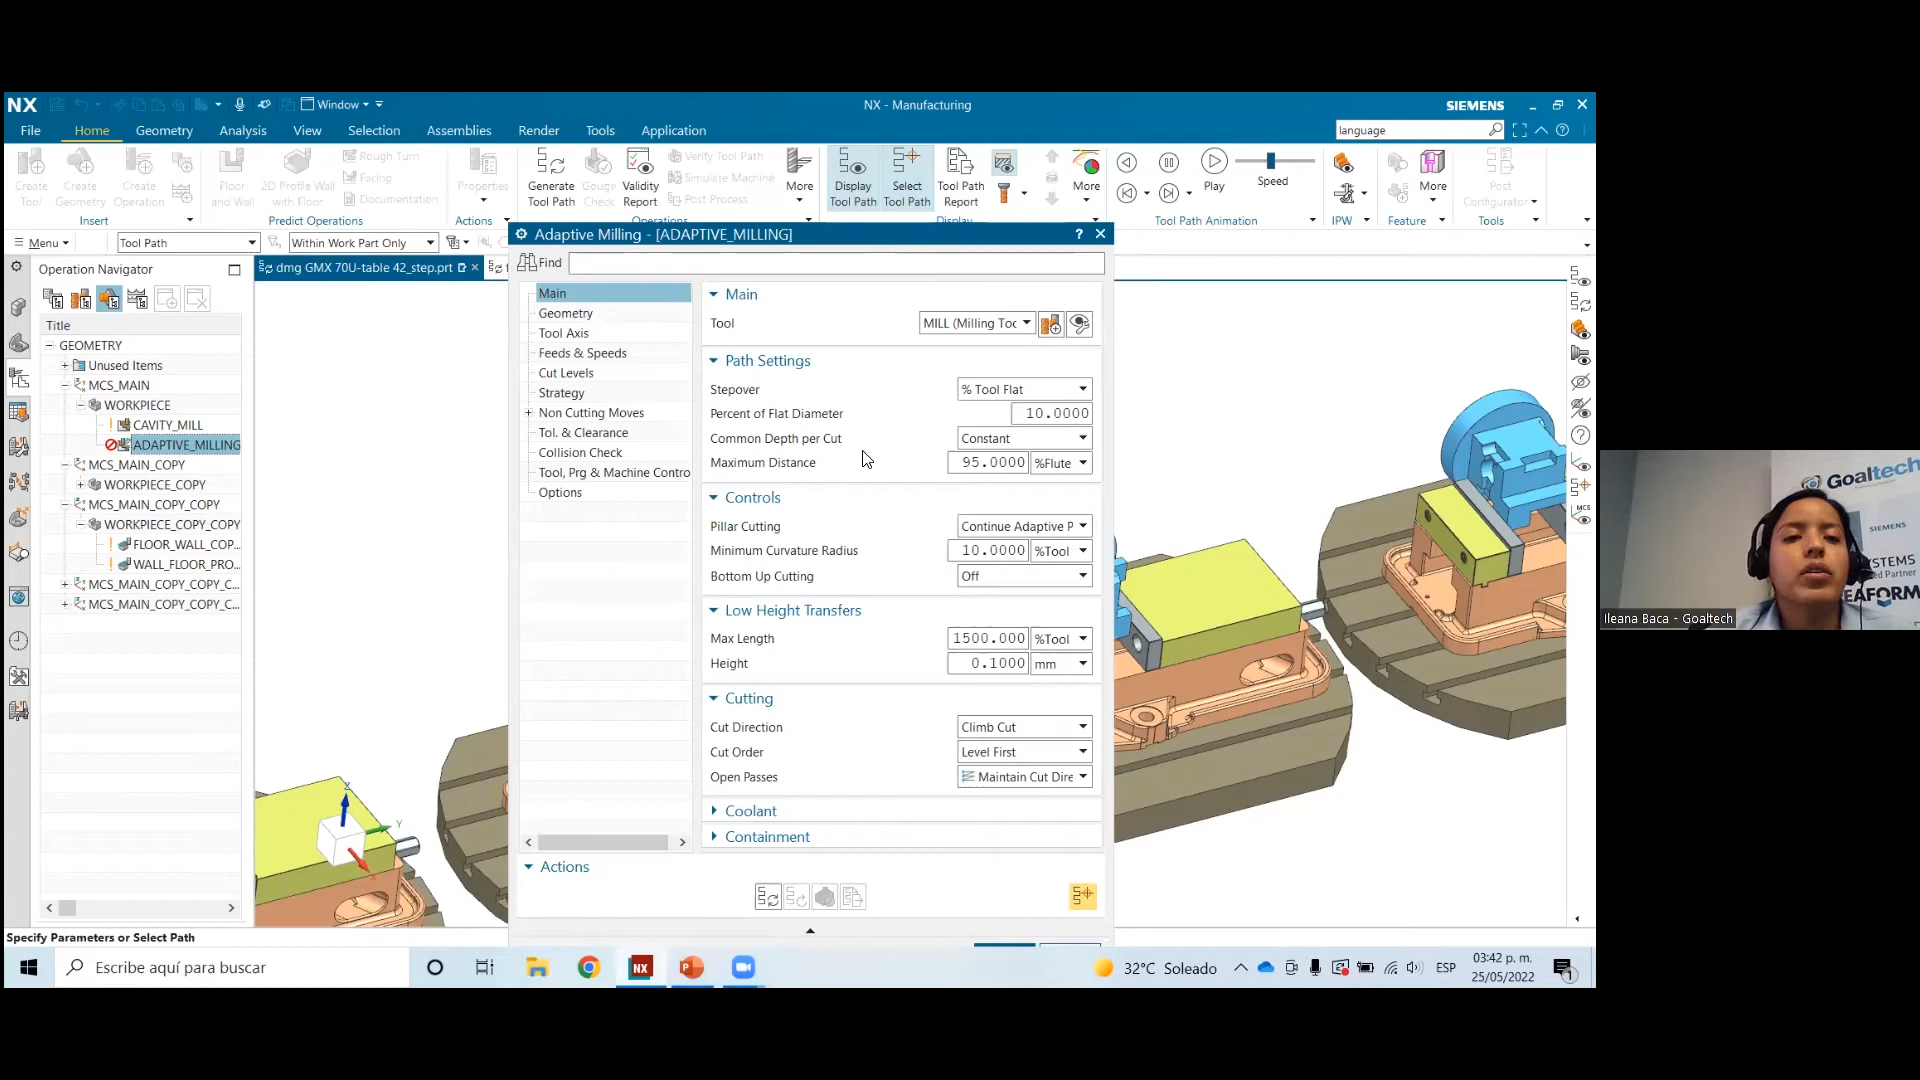 NX
Window
NX - Manufacturing
SIEMENS
File
Home
Geometry
Analysis
View
Selection
Assemblies
Render
Tools
Application
language
Create Tool
Create Geometry
Create Operation
Insert
Floor and Wall
2D Profile Wall with Floor
Rough Turn
Facing
Documentation
Predict Operations
Properties
Actions
Generate Tool Path
Gouge Check
Validity Report
Verify Tool Path
Simulate Machine
Post Process
More
Operations
Display Tool Path
Select Tool Path
Tool Path Report
Display
More
Play
Speed
Tool Path Animation
IPW
More
Feature
Post Configurator
Tools
Menu
Tool Path
Within Work Part Only
Operation Navigator
dmg GMX 70U-table 42_step.prt
Title
GEOMETRY
Unused Items
MCS_MAIN
WORKPIECE
CAVITY_MILL
ADAPTIVE_MILLING
MCS_MAIN_COPY
WORKPIECE_COPY
MCS_MAIN_COPY_COPY
WORKPIECE_COPY_COPY
FLOOR_WALL_COP...
WALL_FLOOR_PRO...
MCS_MAIN_COPY_COPY_C...
MCS_MAIN_COPY_COPY_C...
Adaptive Milling - [ADAPTIVE_MILLING]
?
Find
Main
Geometry
Tool Axis
Feeds & Speeds
Cut Levels
Strategy
Non Cutting Moves
Tol. & Clearance
Collision Check
Tool, Prg & Machine Contro
Options
Main
Tool MILL (Milling Toc
Path Settings
Stepover % Tool Flat
Percent of Flat Diameter 10.0000
Common Depth per Cut Constant
Maximum Distance 95.0000 %Flute
Controls
Pillar Cutting Continue Adaptive P
Minimum Curvature Radius 10.0000 %Tool
Bottom Up Cutting Off
Low Height Transfers
Max Length 1500.000 %Tool
Height 0.1000 mm
Cutting
Cut Direction Climb Cut
Cut Order Level First
Open Passes Maintain Cut Dire
Coolant
Containment
Actions
Z
Y
X
MCS
Goaltech
SIEMENS
Ileana Baca - Goaltech
Specify Parameters or Select Path
Escribe aquí para buscar
NX
32°C Soleado
ESP
03:42 p. m.
25/05/2022
1